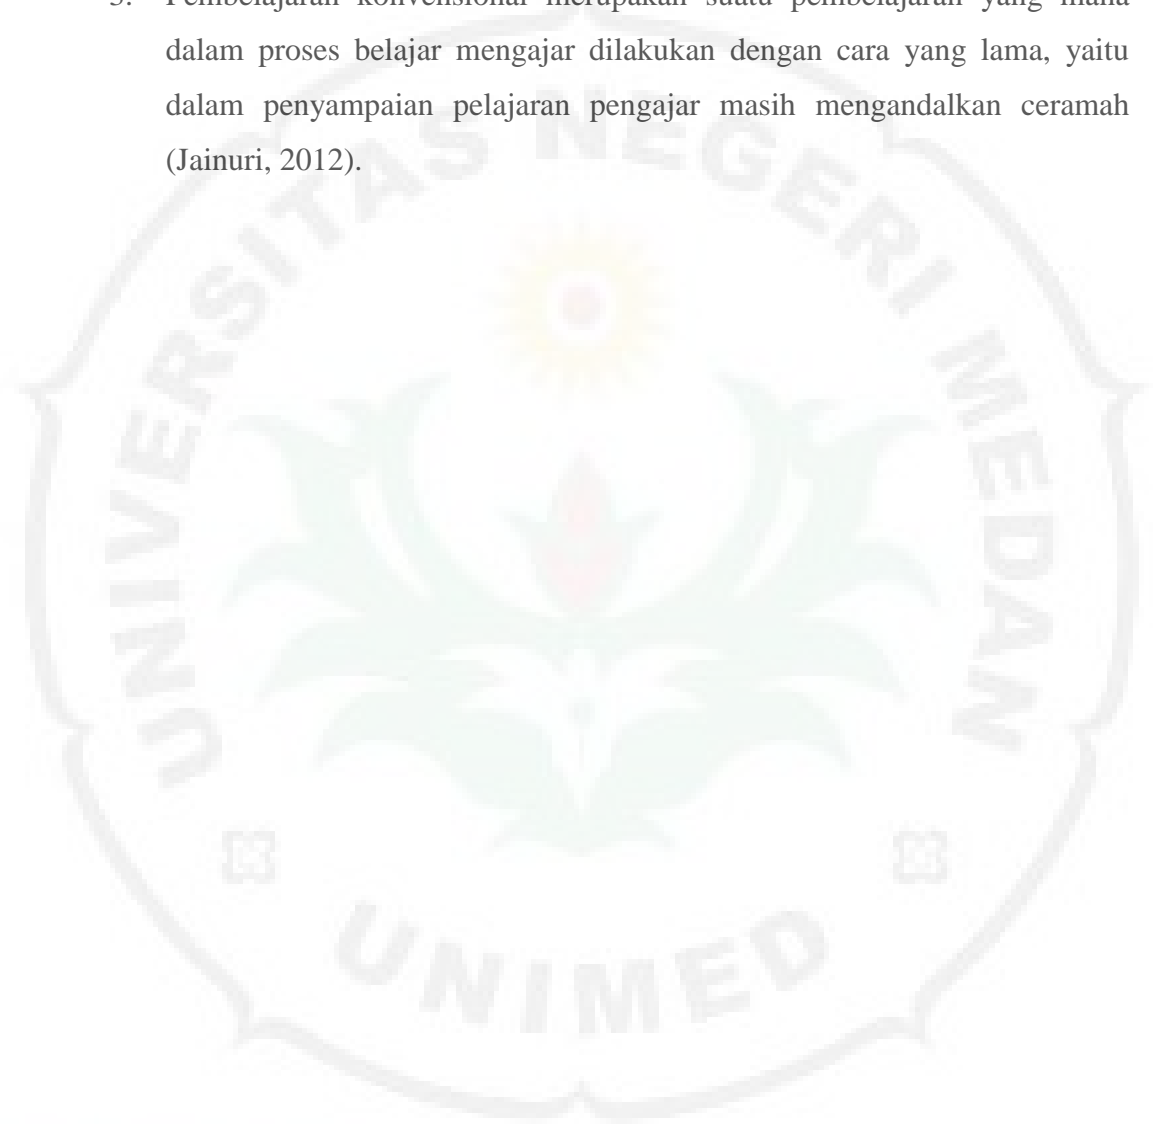 Pembelajaran konvensional merupakan suatu pembelajaran yang mana
dalam proses belajar mengajar dilakukan dengan cara yang lama, yaitu
dalam penyampaian pelajaran pengajar masih mengandalkan ceramah
(Jainuri, 2012).
UNIVERSITAS NEGERI MEDAN
UNIMED